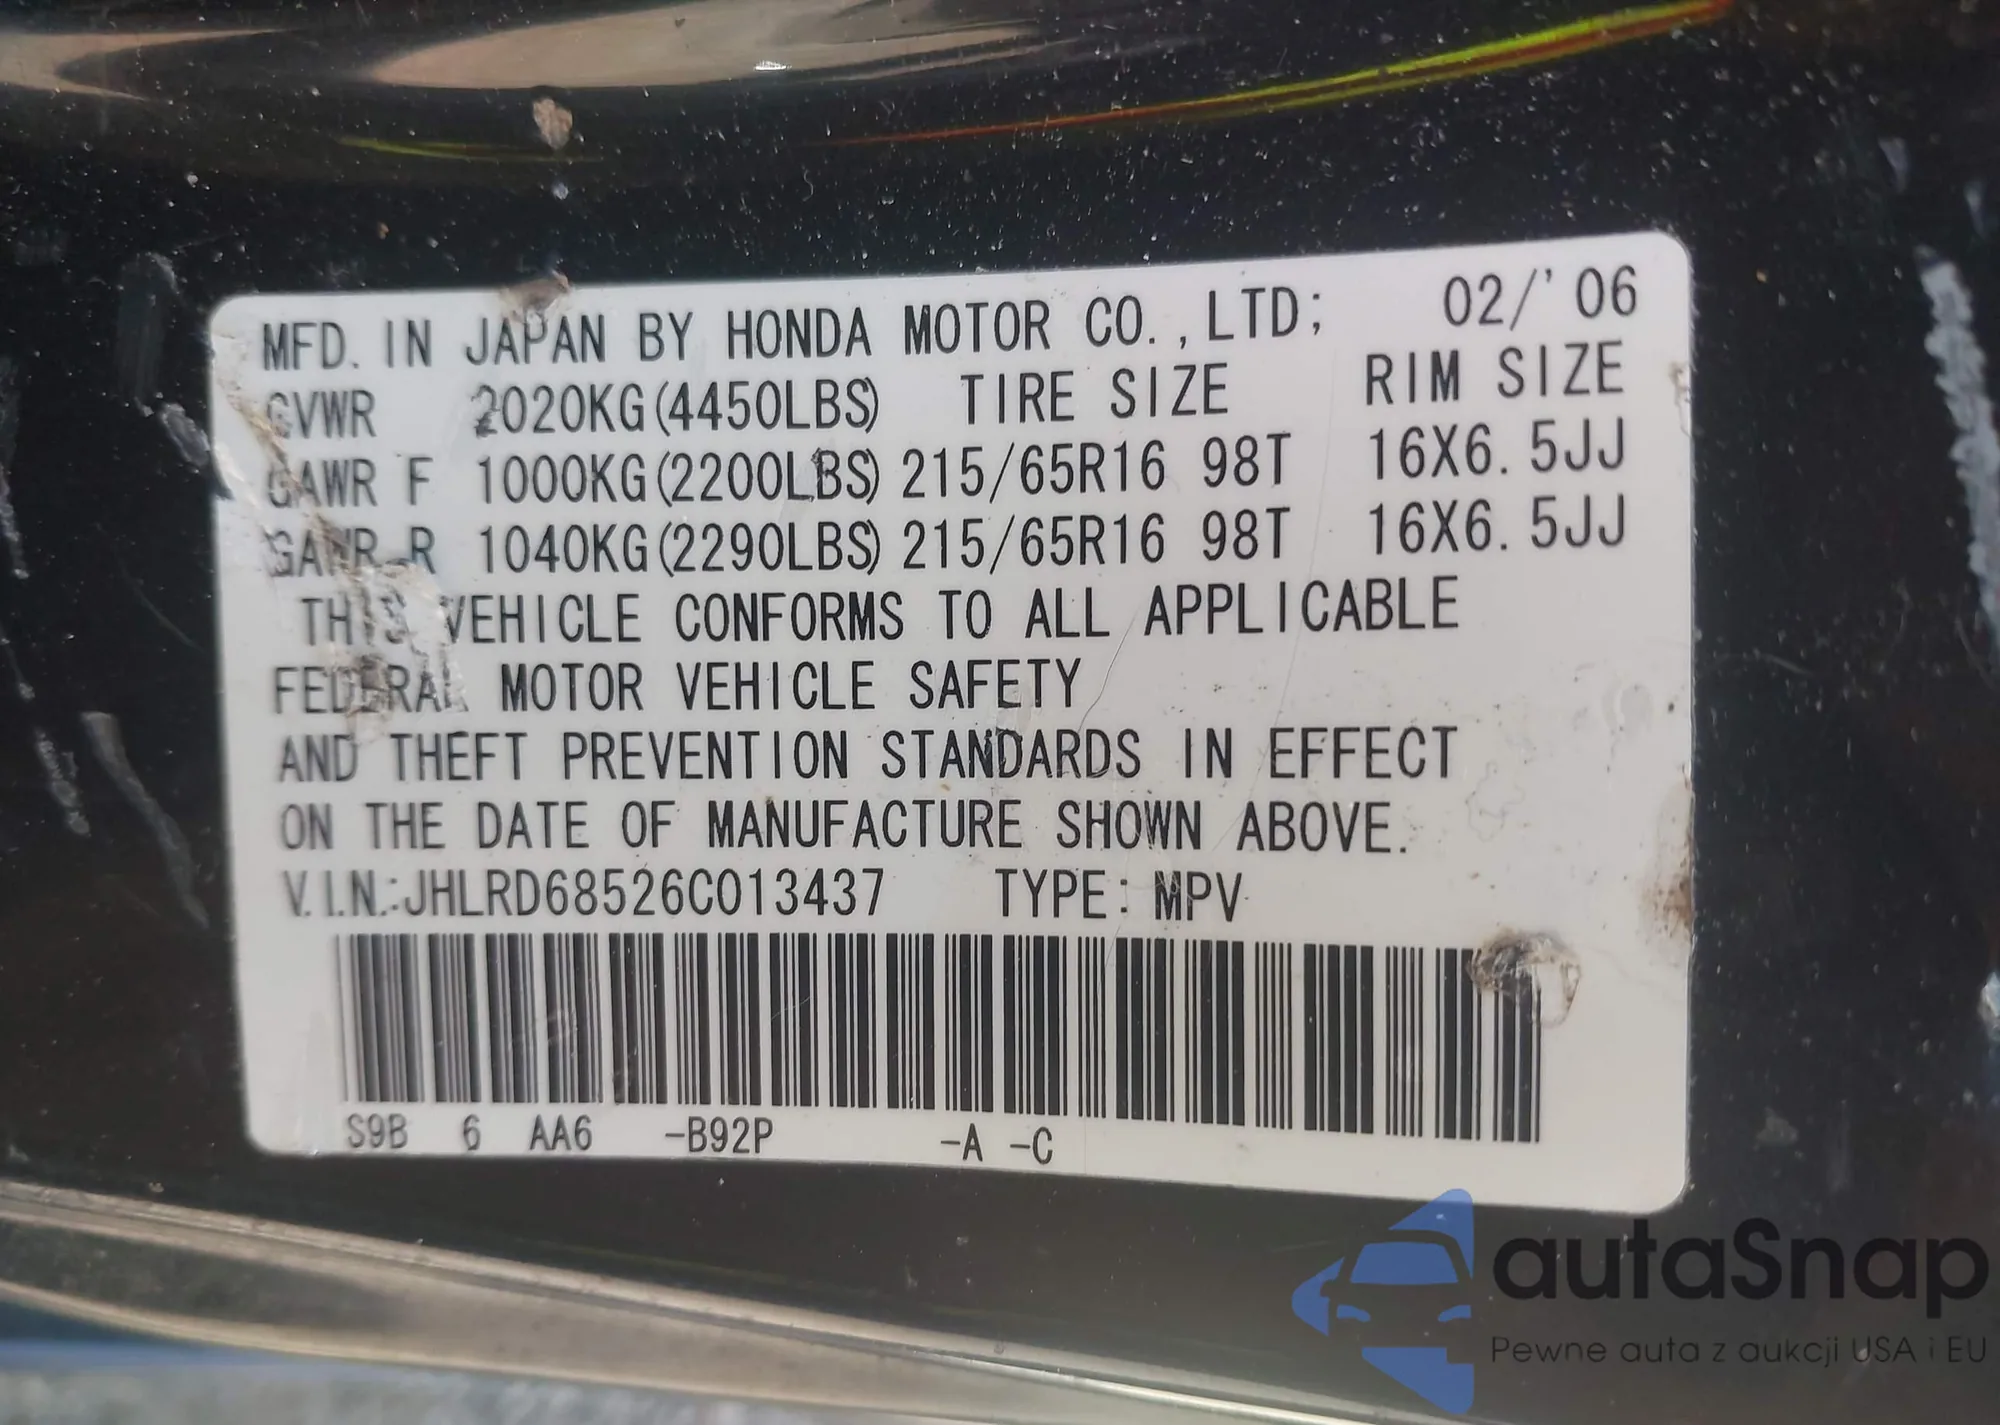 MFD. IN JAPAN BY HONDA MOTOR CO.,LTD; 02/'06
GVWR 2020KG(4450LBS) TIRE SIZE RIM SIZE
GAWR F 1000KG(2200LBS) 215/65R16 98T 16X6.5JJ
GAWR R 1040KG(2290LBS) 215/65R16 98T 16X6.5JJ
THIS VEHICLE CONFORMS TO ALL APPLICABLE
FEDERAL MOTOR VEHICLE SAFETY
AND THEFT PREVENTION STANDARDS IN EFFECT
ON THE DATE OF MANUFACTURE SHOWN ABOVE.
V.I.N.:JHLRD68526C013437 TYPE: MPV
S9B 6 AA6 -B92P -A -C
autaSnap
Pewne auta z aukcji USA i EU